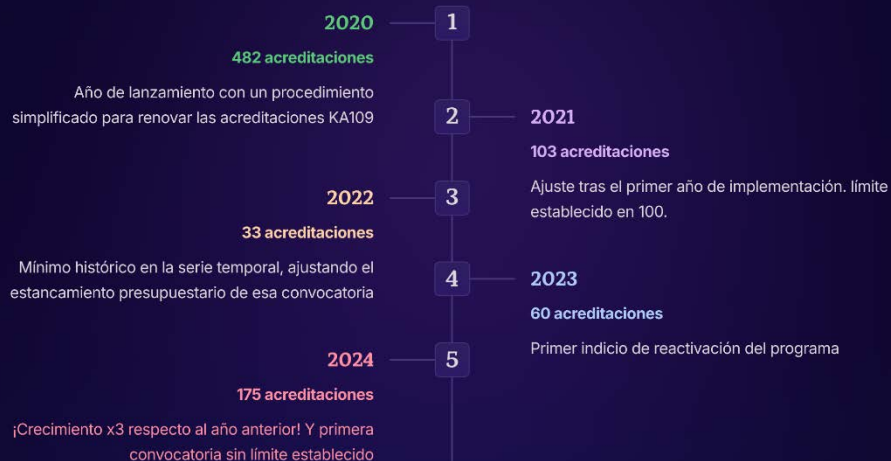 2020
1
482 acreditaciones
Año de lanzamiento con un procedimiento
simplificado para renovar las acreditaciones KA109
2
2021
103 acreditaciones
Ajuste tras el primer año de implementación. límite
establecido en 100.
2022
3
33 acreditaciones
Mínimo histórico en la serie temporal, ajustando el
estancamiento presupuestario de esa convocatoria
4
2023
60 acreditaciones
Primer indicio de reactivación del programa
2024
5
175 acreditaciones
¡Crecimiento x3 respecto al año anterior! Y primera
convocatoria sin límite establecido